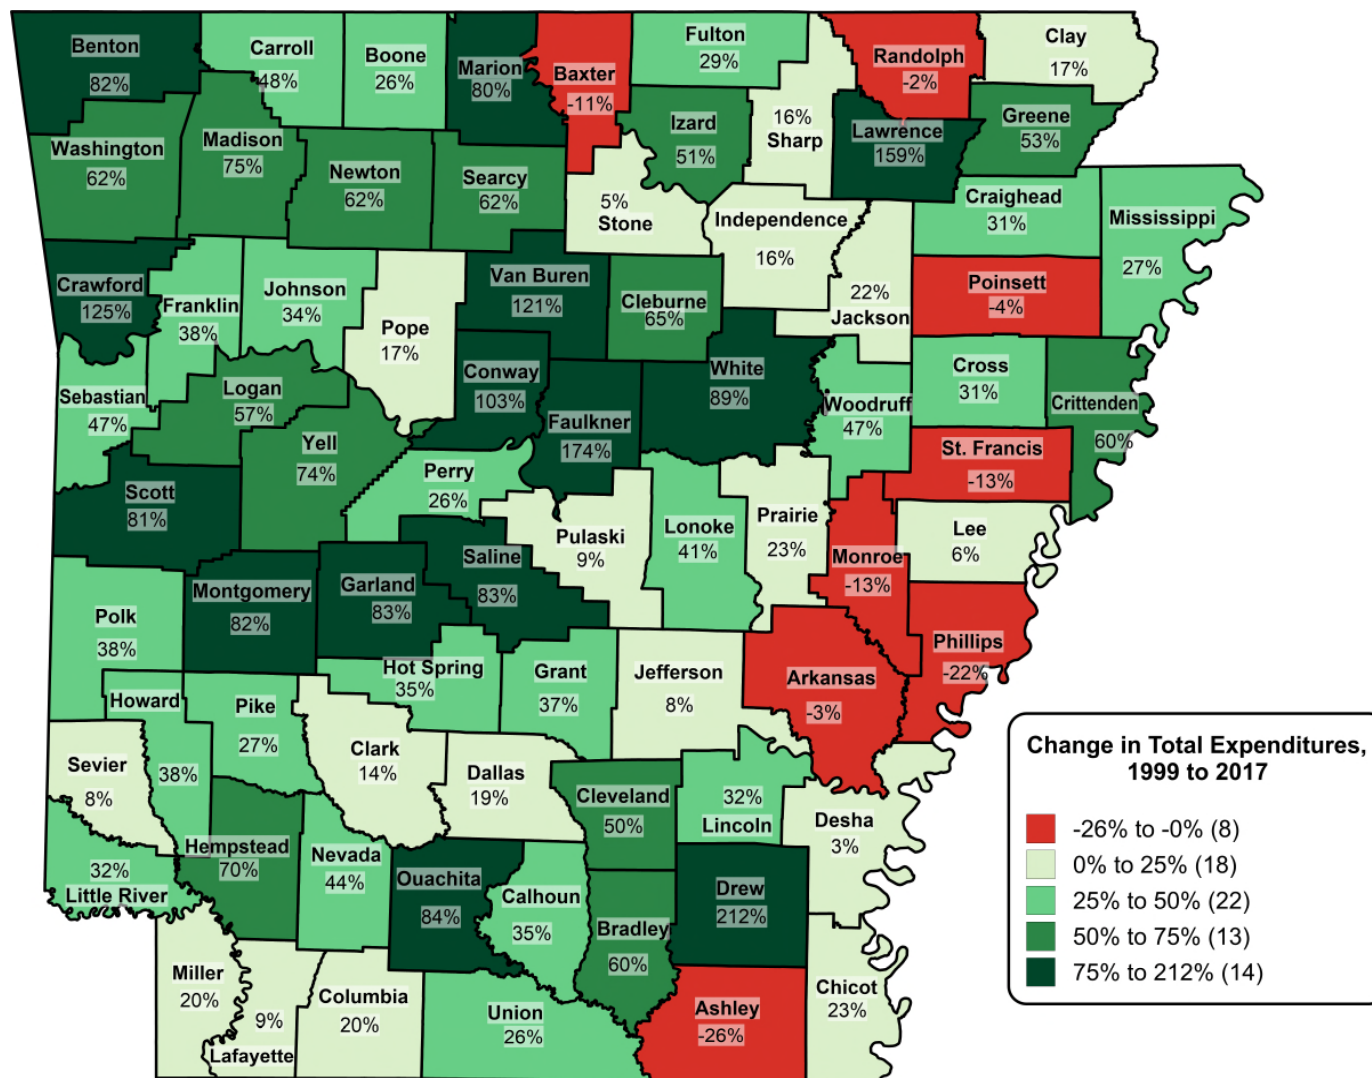 Benton
82%
Carroll
48%
Boone
26%
Marion
80%
Baxter
-11%
Fulton
29%
Randolph
-2%
Clay
17%
Washington
62%
Madison
75%
Newton
62%
Searcy
62%
Stone
5%
Izard
51%
16%
Sharp
Lawrence
159%
Greene
53%
Independence
16%
Craighead
31%
Mississippi
27%
Crawford
125%
Franklin
38%
Johnson
34%
Pope
17%
Van Buren
121%
Cleburne
65%
22%
Jackson
Poinsett
-4%
Sebastian
47%
Logan
57%
Yell
74%
Conway
103%
Faulkner
174%
White
89%
Woodruff
47%
Cross
31%
Crittenden
60%
St. Francis
-13%
Scott
81%
Perry
26%
Pulaski
9%
Lonoke
41%
Prairie
23%
Monroe
-13%
Lee
6%
Polk
38%
Montgomery
82%
Garland
83%
Saline
83%
Hot Spring
35%
Grant
37%
Jefferson
8%
Arkansas
-3%
Phillips
-22%
Howard
38%
Pike
27%
Clark
14%
Dallas
19%
Cleveland
50%
32%
Lincoln
Desha
3%
Sevier
8%
32%
Little River
Hempstead
70%
Nevada
44%
Ouachita
84%
Calhoun
35%
Bradley
60%
Drew
212%
Miller
20%
9%
Lafayette
Columbia
20%
Union
26%
Ashley
-26%
Chicot
23%
Change in Total Expenditures,
1999 to 2017
-26% to -0% (8)
0% to 25% (18)
25% to 50% (22)
50% to 75% (13)
75% to 212% (14)